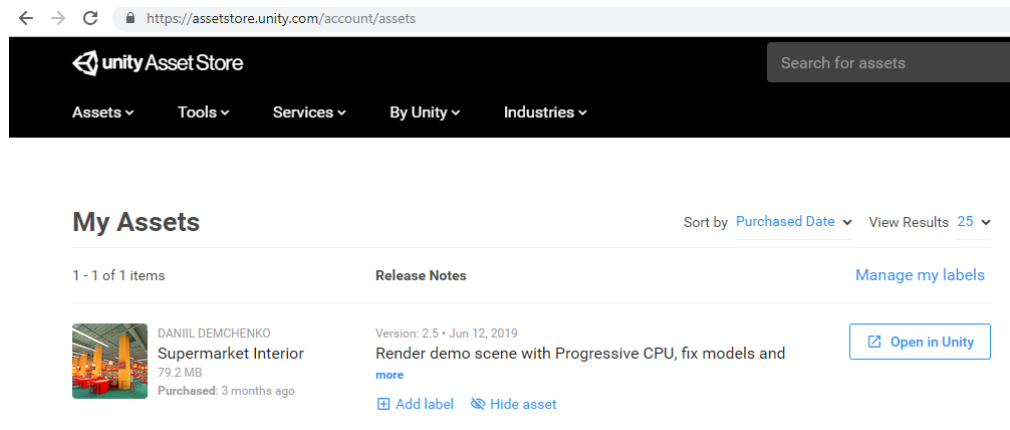 https://assetstore.unity.com/account/assets
unity Asset Store
Search for assets
Assets
Tools
Services
By Unity
Industries
My Assets
Sort by Purchased Date
View Results 25
1 - 1 of 1 items
Release Notes
Manage my labels
DANIIL DEMCHENKO
Supermarket Interior
79.2 MB
Purchased: 3 months ago
Version: 2.5 • Jun 12, 2019
Render demo scene with Progressive CPU, fix models and
more
Add label
Hide asset
Open in Unity